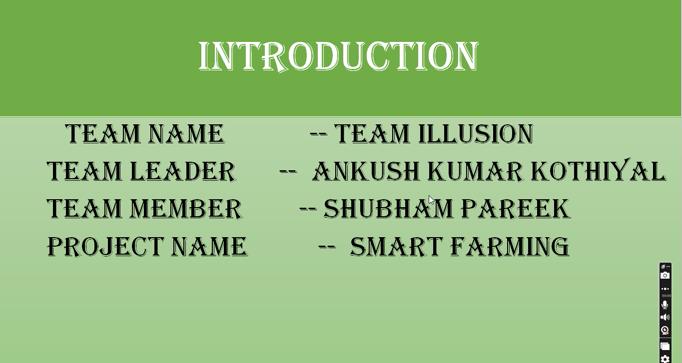 INTRODUCTION
TEAM NAME -- TEAM ILLUSION
TEAM LEADER -- ANKUSH KUMAR KOTHIYAL
TEAM MEMBER -- SHUBHAM PAREEK
PROJECT NAME -- SMART FARMING